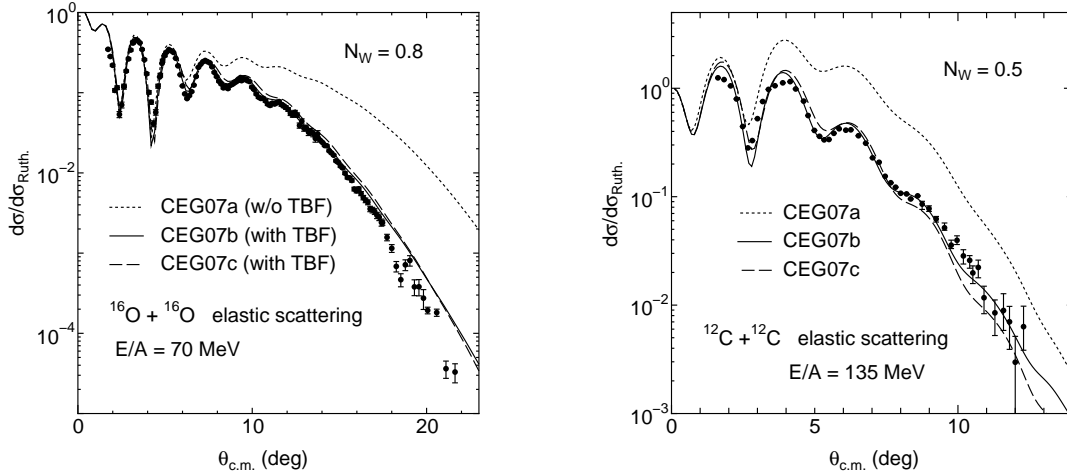 10^0
10^−2
10^−4
dσ/dσRuth.
N_W = 0.8
CEG07a (w/o TBF)
CEG07b (with TBF)
CEG07c (with TBF)
^16O + ^16O elastic scattering
E/A = 70 MeV
0
10
20
θ_c.m. (deg)
10^0
10^−1
10^−2
10^−3
dσ/dσRuth.
N_W = 0.5
CEG07a
CEG07b
CEG07c
^12C + ^12C elastic scattering
E/A = 135 MeV
0
5
10
θ_c.m. (deg)